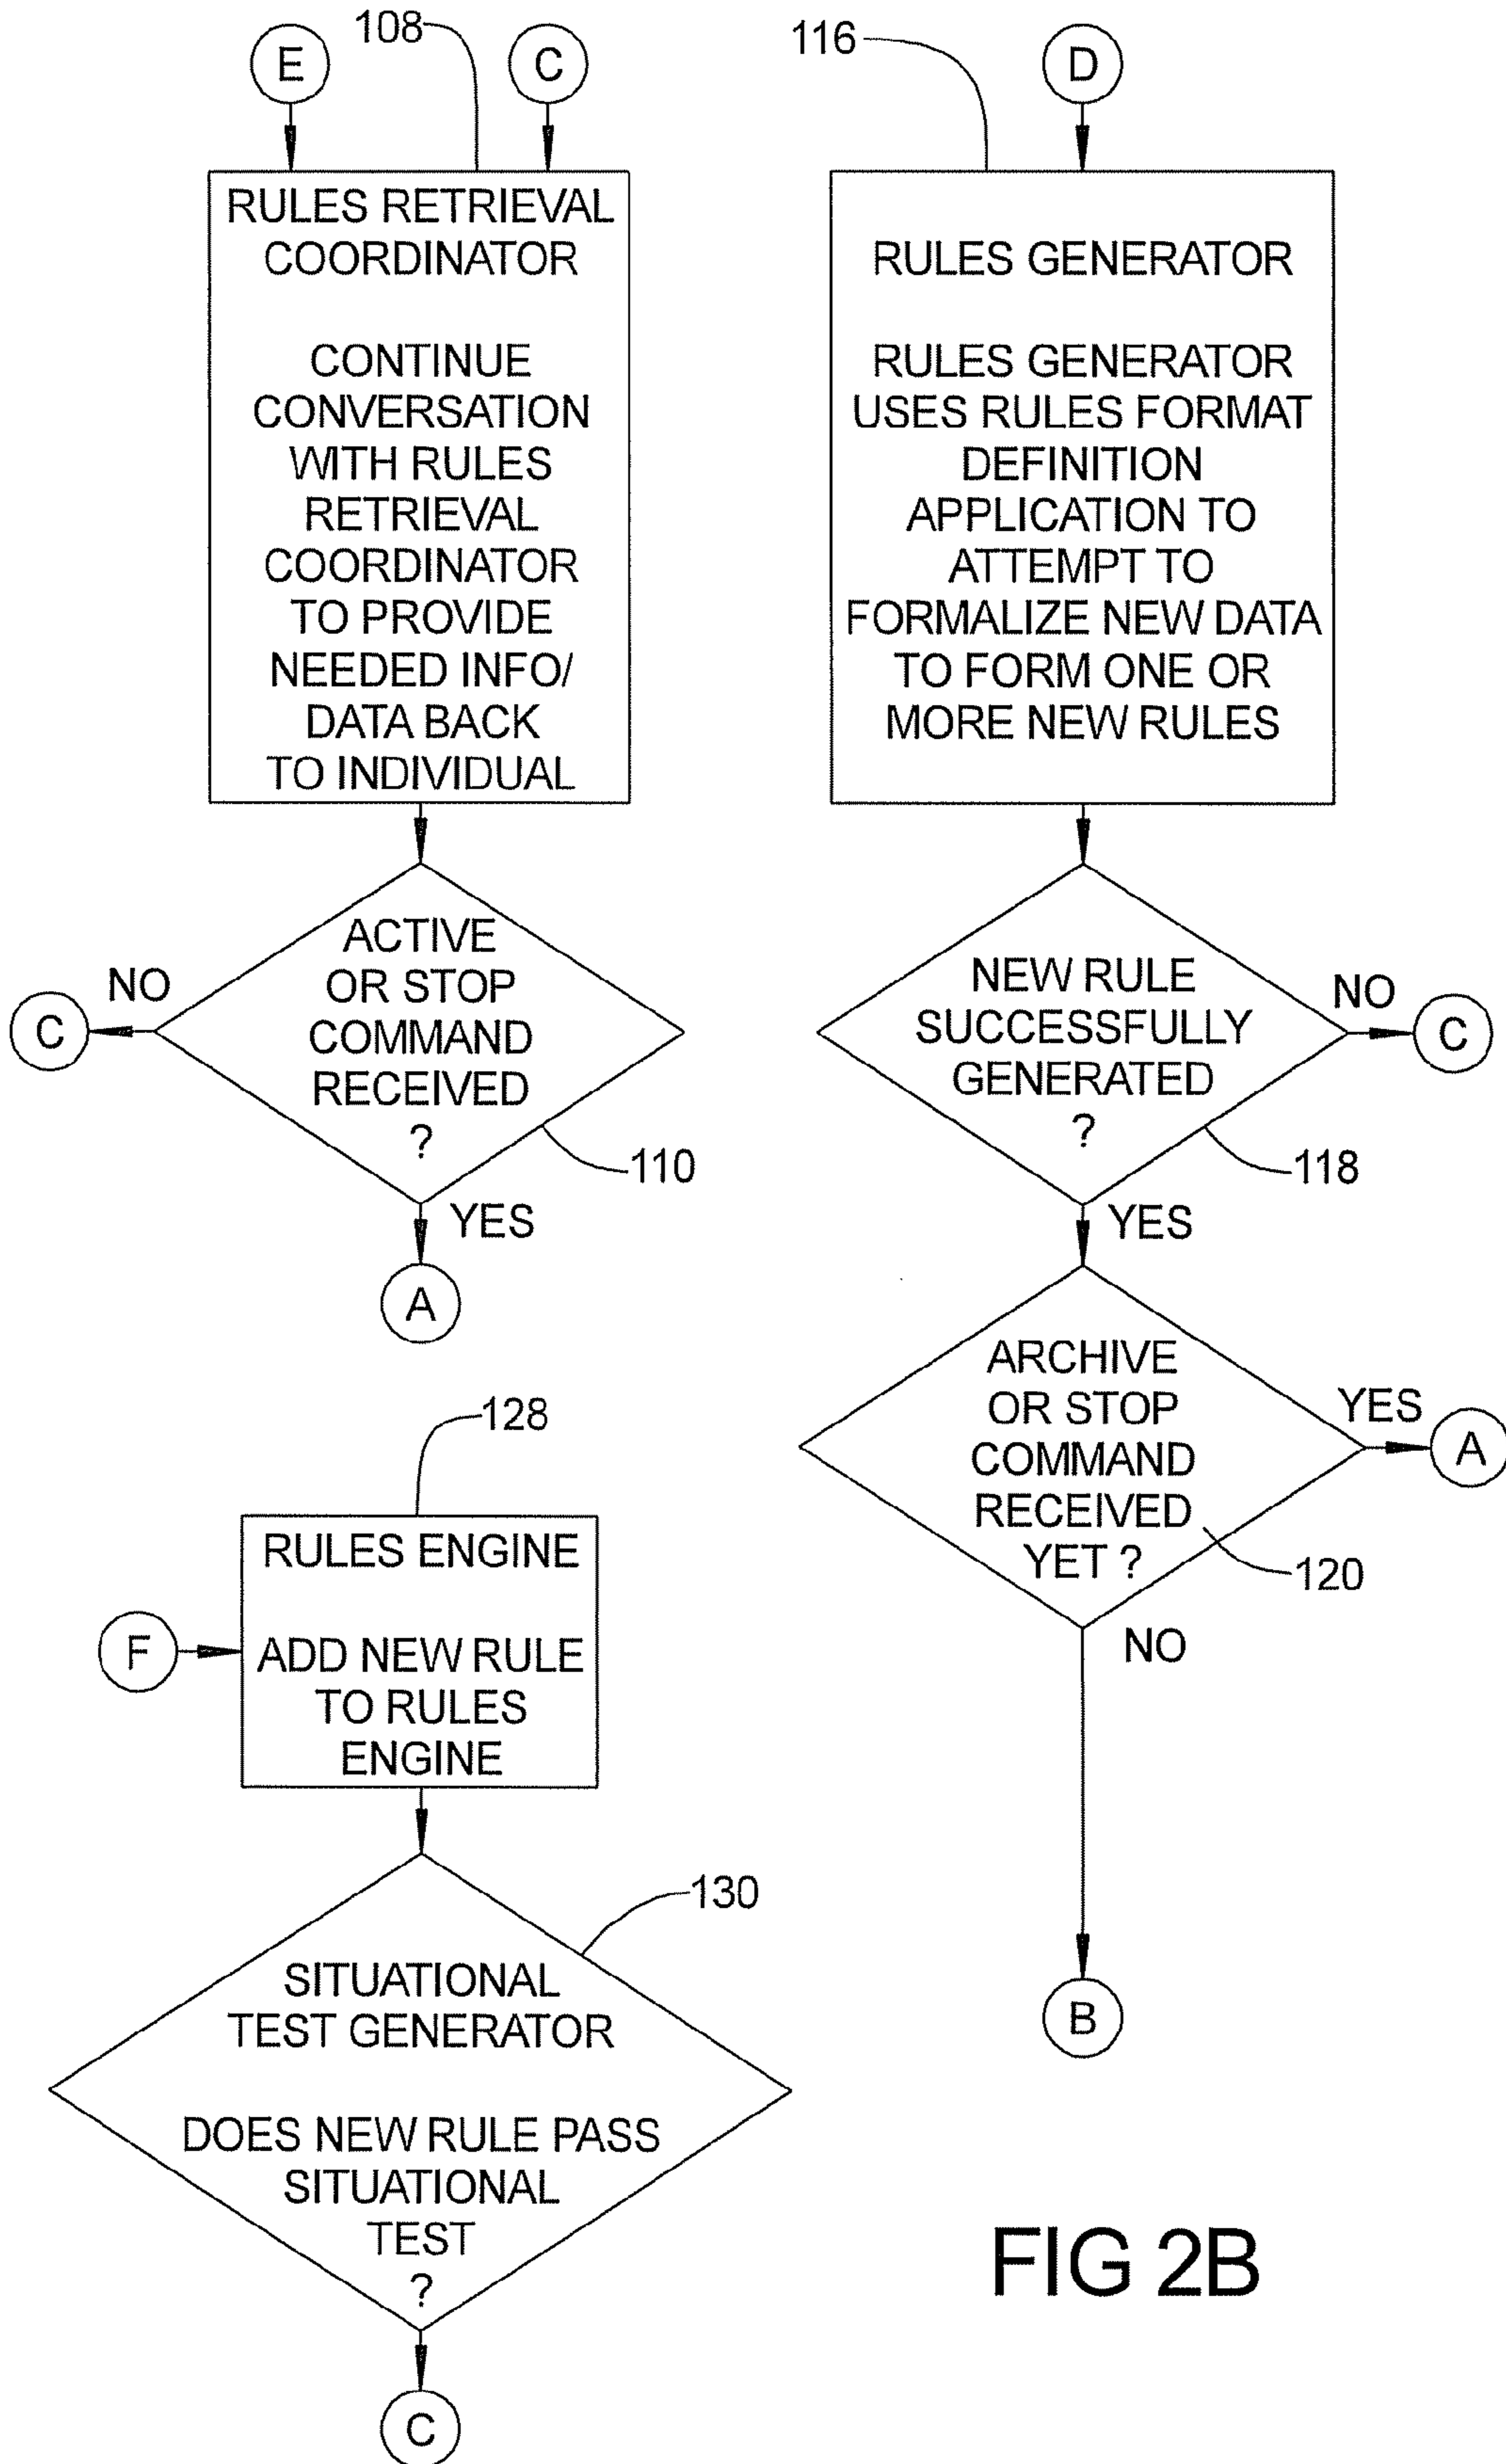 E
108
C
RULES RETRIEVAL
COORDINATOR
CONTINUE
CONVERSATION
WITH RULES
RETRIEVAL
COORDINATOR
TO PROVIDE
NEEDED INFO/
DATA BACK
TO INDIVIDUAL
ACTIVE
OR STOP
COMMAND
RECEIVED
?
110
NO
C
YES
A
116
D
RULES GENERATOR
RULES GENERATOR
USES RULES FORMAT
DEFINITION
APPLICATION TO
ATTEMPT TO
FORMALIZE NEW DATA
TO FORM ONE OR
MORE NEW RULES
NEW RULE
SUCCESSFULLY
GENERATED
?
118
NO
C
YES
ARCHIVE
OR STOP
COMMAND
RECEIVED
YET ?
120
YES
A
NO
B
128
F
RULES ENGINE
ADD NEW RULE
TO RULES
ENGINE
130
SITUATIONAL
TEST GENERATOR
DOES NEW RULE PASS
SITUATIONAL
TEST
?
C
FIG 2B